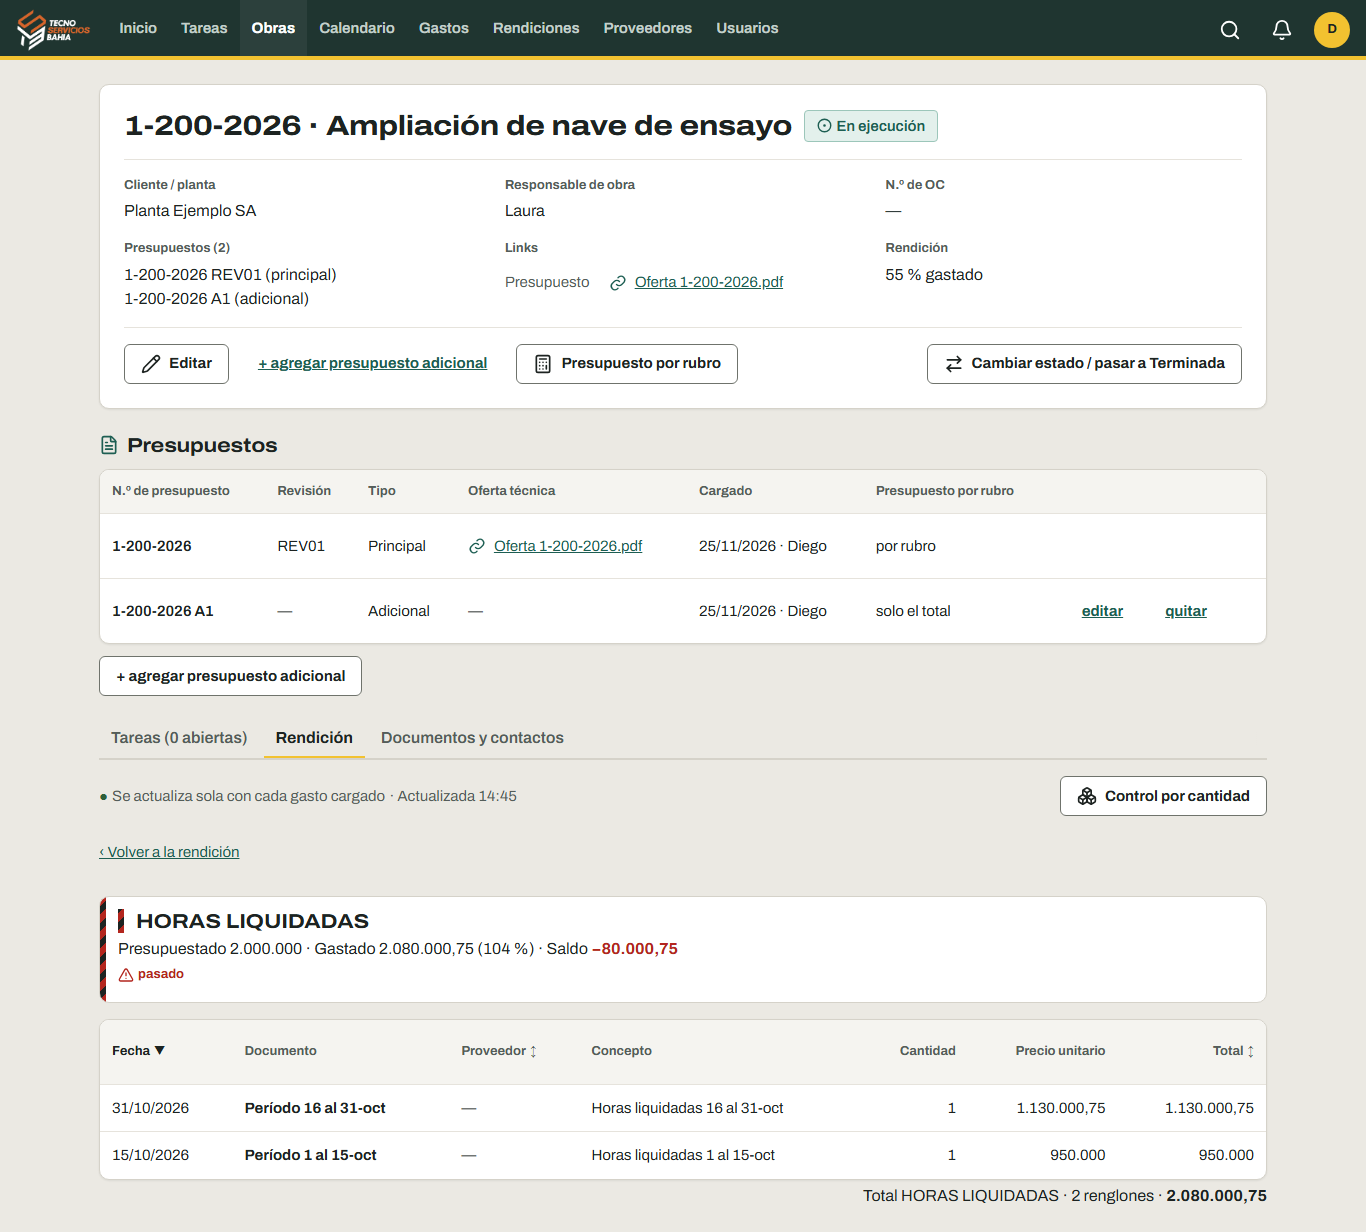 TECNO
SERVICIOS
BAHIA
Inicio
Tareas
Obras
Calendario
Gastos
Rendiciones
Proveedores
Usuarios
D
1-200-2026 · Ampliación de nave de ensayo
En ejecución
Cliente / planta
Planta Ejemplo SA
Responsable de obra
Laura
N.º de OC
—
Presupuestos (2)
1-200-2026 REV01 (principal)
1-200-2026 A1 (adicional)
Links
Presupuesto Oferta 1-200-2026.pdf
Rendición
55 % gastado
Editar
+ agregar presupuesto adicional
Presupuesto por rubro
Cambiar estado / pasar a Terminada
Presupuestos
N.º de presupuesto Revisión Tipo Oferta técnica Cargado Presupuesto por rubro
1-200-2026 REV01 Principal Oferta 1-200-2026.pdf 25/11/2026 · Diego por rubro
1-200-2026 A1 — Adicional — 25/11/2026 · Diego solo el total editar quitar
+ agregar presupuesto adicional
Tareas (0 abiertas)
Rendición
Documentos y contactos
● Se actualiza sola con cada gasto cargado · Actualizada 14:45
Control por cantidad
‹ Volver a la rendición
HORAS LIQUIDADAS
Presupuestado 2.000.000 · Gastado 2.080.000,75 (104 %) · Saldo −80.000,75
pasado
Fecha ▼ Documento Proveedor ↕ Concepto Cantidad Precio unitario Total ↕
31/10/2026 Período 16 al 31-oct — Horas liquidadas 16 al 31-oct 1 1.130.000,75 1.130.000,75
15/10/2026 Período 1 al 15-oct — Horas liquidadas 1 al 15-oct 1 950.000 950.000
Total HORAS LIQUIDADAS · 2 renglones · 2.080.000,75